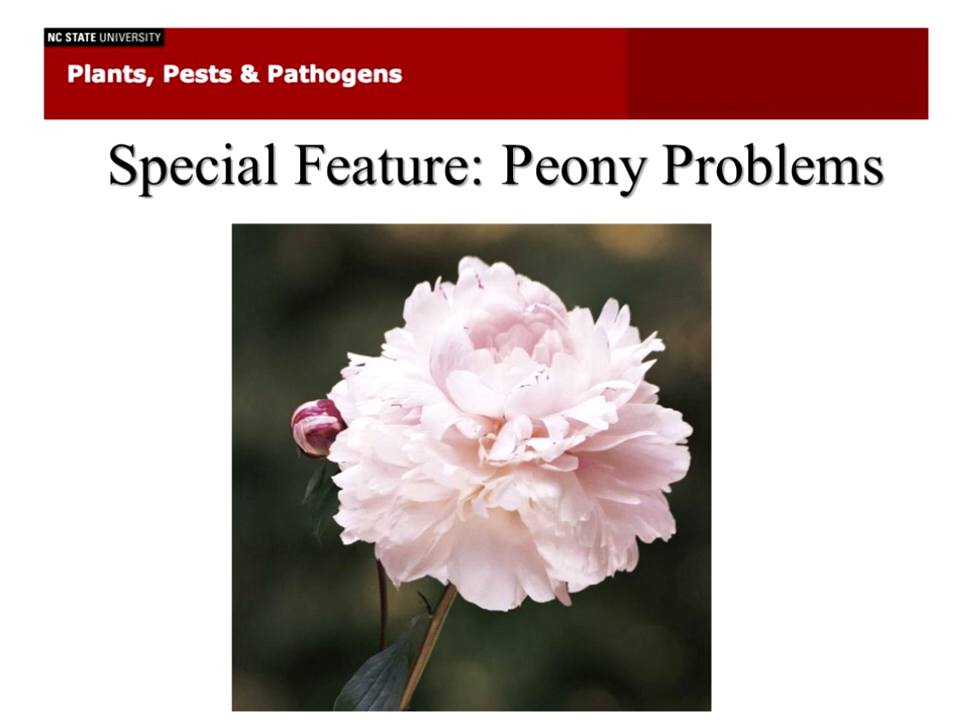 NC STATE UNIVERSITY
Plants, Pests & Pathogens
Special Feature: Peony Problems